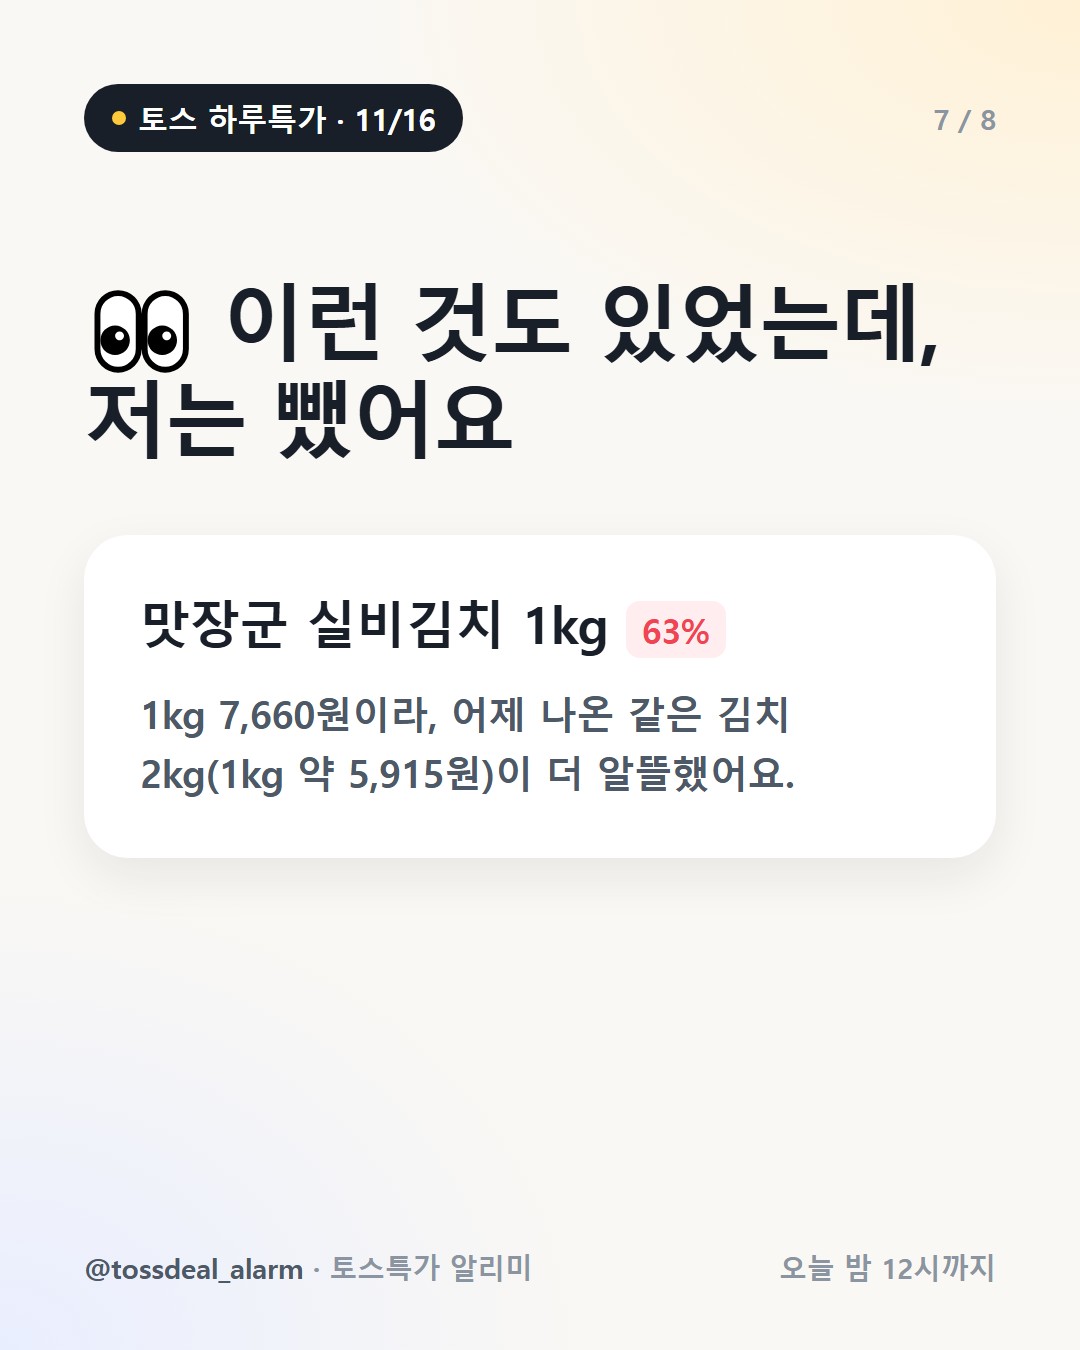 토스 하루특가 · 11/16
7 / 8
👀 이런 것도 있었는데,
저는 뺐어요
맛장군 실비김치 1kg 63%
1kg 7,660원이라, 어제 나온 같은 김치
2kg(1kg 약 5,915원)이 더 알뜰했어요.
@tossdeal_alarm · 토스특가 알리미
오늘 밤 12시까지